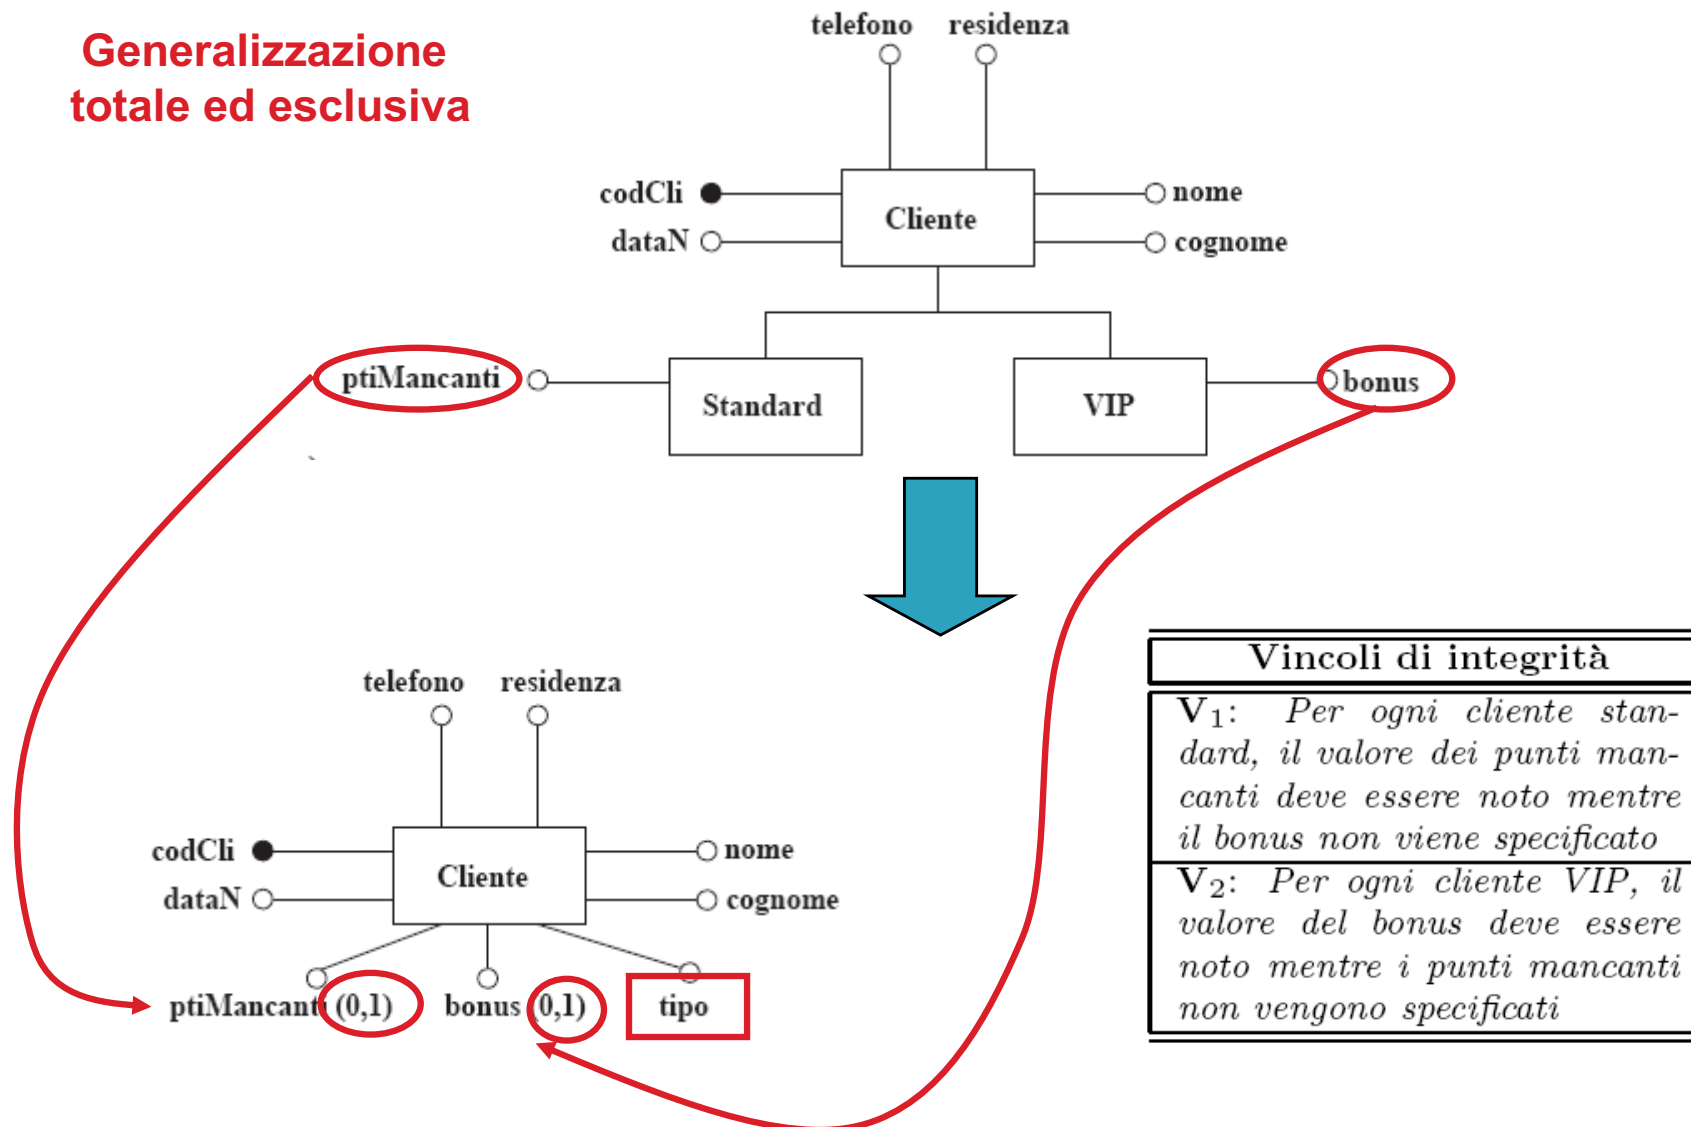 Generalizzazione
totale ed esclusiva
telefono residenza
codCli
nome
Cliente
dataN
cognome
ptiMancanti
bonus
Standard
VIP
telefono residenza
codCli
nome
Cliente
dataN
cognome
ptiMancanti (0,1) bonus (0,1) tipo
Vincoli di integrità
V1: Per ogni cliente stan-
dard, il valore dei punti man-
canti deve essere noto mentre
il bonus non viene specificato
V2: Per ogni cliente VIP, il
valore del bonus deve essere
noto mentre i punti mancanti
non vengono specificati